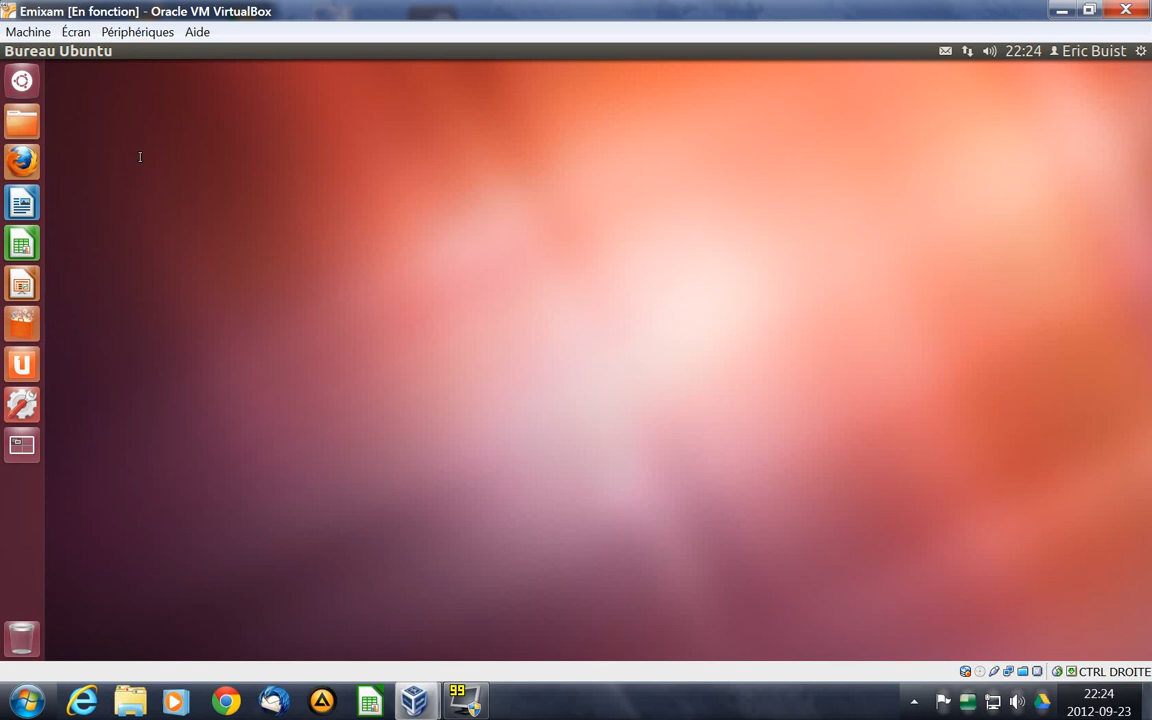 Emixam [En fonction] - Oracle VM VirtualBox
Machine Écran Périphériques Aide
Bureau Ubuntu 22:24 Eric Buist
U
CTRL DROITE
99
22:24
2012-09-23